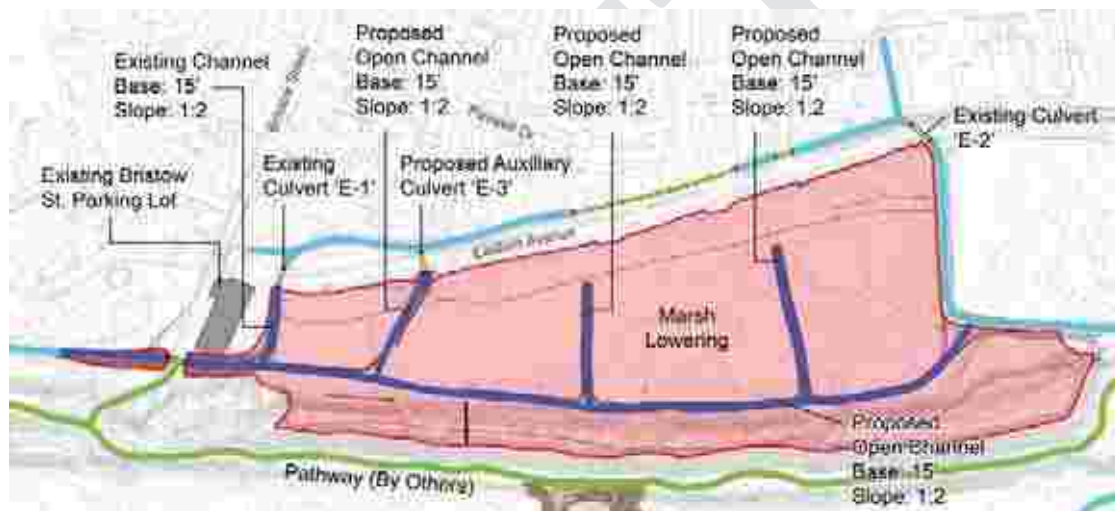 Existing Channel
Base: 15'
Slope: 1:2
Proposed
Open Channel
Base: 15'
Slope: 1:2
Proposed
Open Channel
Base: 15'
Slope: 1:2
Proposed
Open Channel
Base: 15'
Slope: 1:2
Existing Culvert
'E-2'
Existing Bristow
St. Parking Lot
Existing
Culvert 'E-1'
Proposed Auxiliary
Culvert 'E-3'
Avenue
Marsh
Lowering
Proposed
Open Channel
Base: 15
Slope: 1:2
Pathway (By Others)